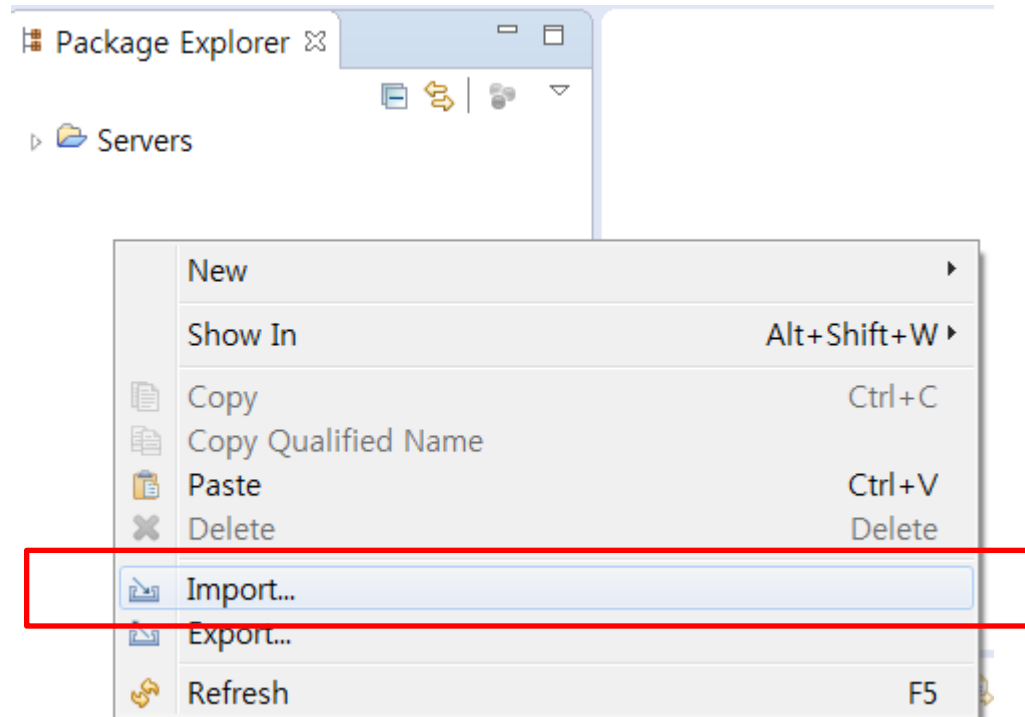 Package Explorer
Servers
New
Show In Alt+Shift+W
Copy Ctrl+C
Copy Qualified Name
Paste Ctrl+V
Delete Delete
Import...
Export...
Refresh F5